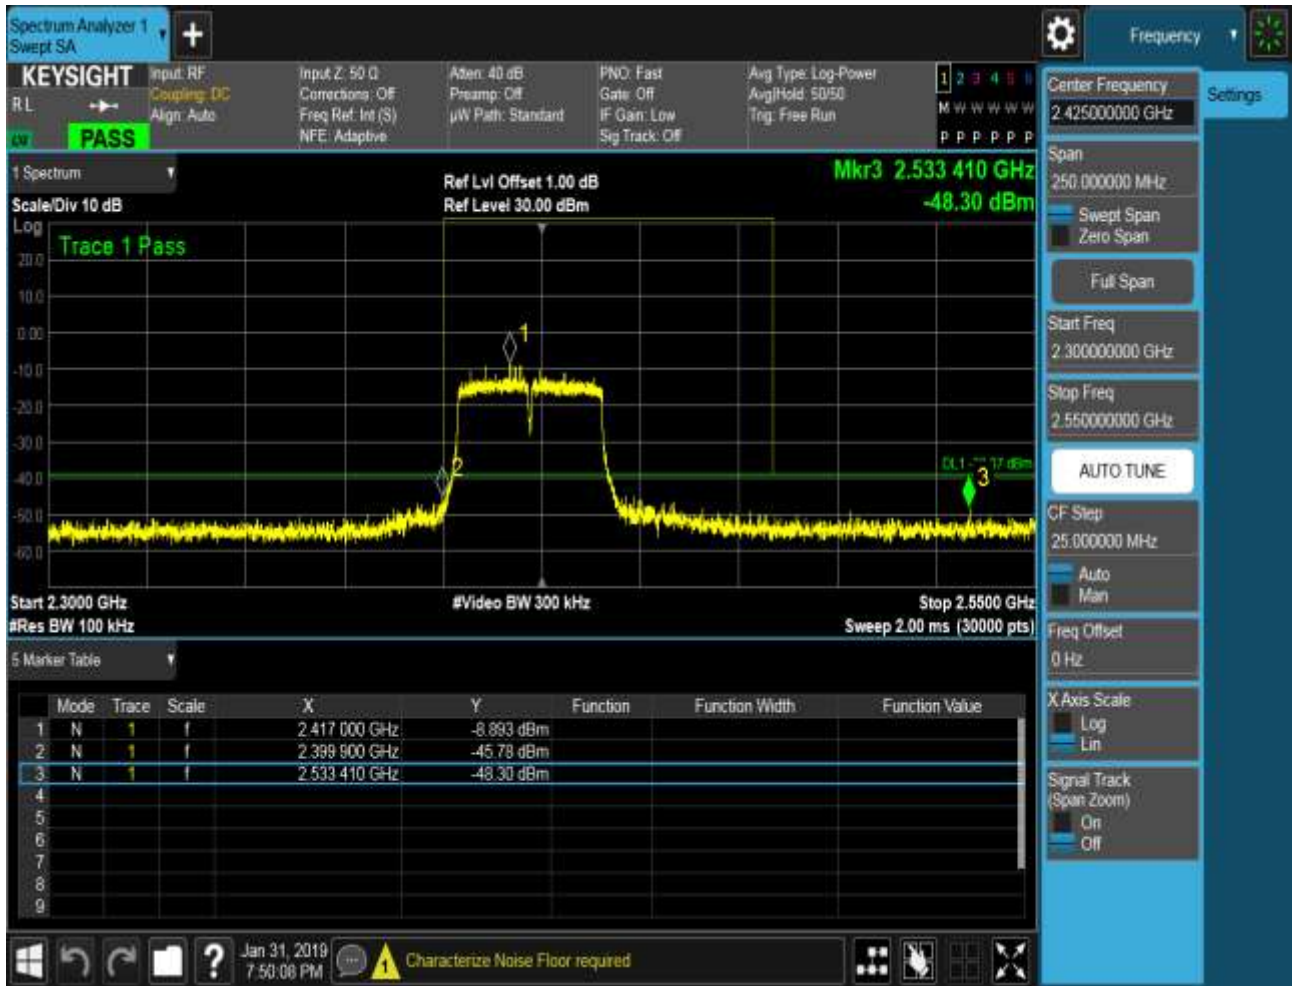 Spectrum Analyzer 1
Swept SA
Frequency
KEYSIGHT
R L
PASS
Input: RF
Coupling: DC
Align: Auto
Input Z: 50 Ω
Corrections: Off
Freq Ref: Int (S)
NFE: Adaptive
Atten: 40 dB
Preamp: Off
µW Path: Standard
PNO: Fast
Gate: Off
IF Gain: Low
Sig Track: Off
Avg Type: Log-Power
Avg|Hold: 50/50
Trig: Free Run
1 2 3 4 5 6
M W W W W W
P P P P P P
1 Spectrum
Scale/Div 10 dB
Ref Lvl Offset 1.00 dB
Ref Level 30.00 dBm
Mkr3 2.533 410 GHz
-48.30 dBm
Log
Trace 1 Pass
20.0
10.0
0.00
-10.0
-20.0
-30.0
-40.0
-50.0
-60.0
1
2
3
DL1
Start 2.3000 GHz
#Video BW 300 kHz
Stop 2.5500 GHz
#Res BW 100 kHz
Sweep 2.00 ms (30000 pts)
5 Marker Table
Mode Trace Scale X Y Function Function Width Function Value
1 N 1 f 2.417 000 GHz -8.893 dBm
2 N 1 f 2.399 900 GHz -45.78 dBm
3 N 1 f 2.533 410 GHz -48.30 dBm
4
5
6
7
8
9
Jan 31, 2019
7:50:08 PM
1
Characterize Noise Floor required
?
Center Frequency
2.425000000 GHz
Settings
Span
250.000000 MHz
Swept Span
Zero Span
Full Span
Start Freq
2.300000000 GHz
Stop Freq
2.550000000 GHz
AUTO TUNE
CF Step
25.000000 MHz
Auto
Man
Freq Offset
0 Hz
X Axis Scale
Log
Lin
Signal Track
(Span Zoom)
On
Off